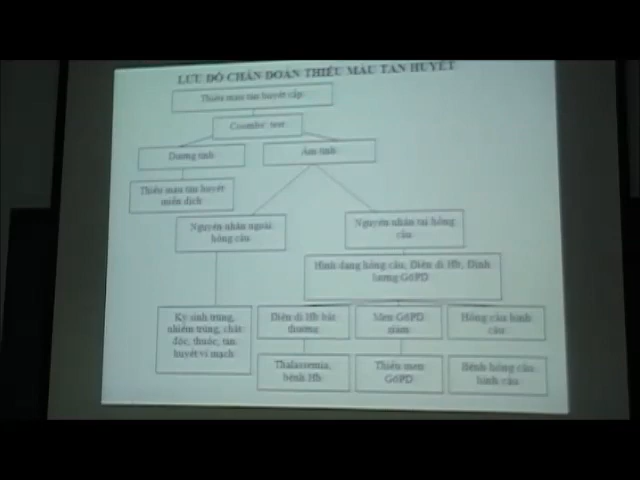 LƯU ĐỒ CHẨN ĐOÁN THIẾU MÁU TÁN HUYẾT
Thiếu máu tán huyết cấp
Coombs' test
Dương tính
Âm tính
Thiếu máu tán huyết
miễn dịch
Nguyên nhân ngoài
hồng cầu
Nguyên nhân tại hồng
cầu
Hình dạng hồng cầu, Điện di Hb, Định
lượng G6PD
Ký sinh trùng,
nhiễm trùng, chất
độc, thuốc, tán
huyết vi mạch
Điện di Hb bất
thường
Men G6PD
giảm
Hồng cầu hình
cầu
Thalassemia,
bệnh Hb
Thiếu men
G6PD
Bệnh hồng cầu
hình cầu